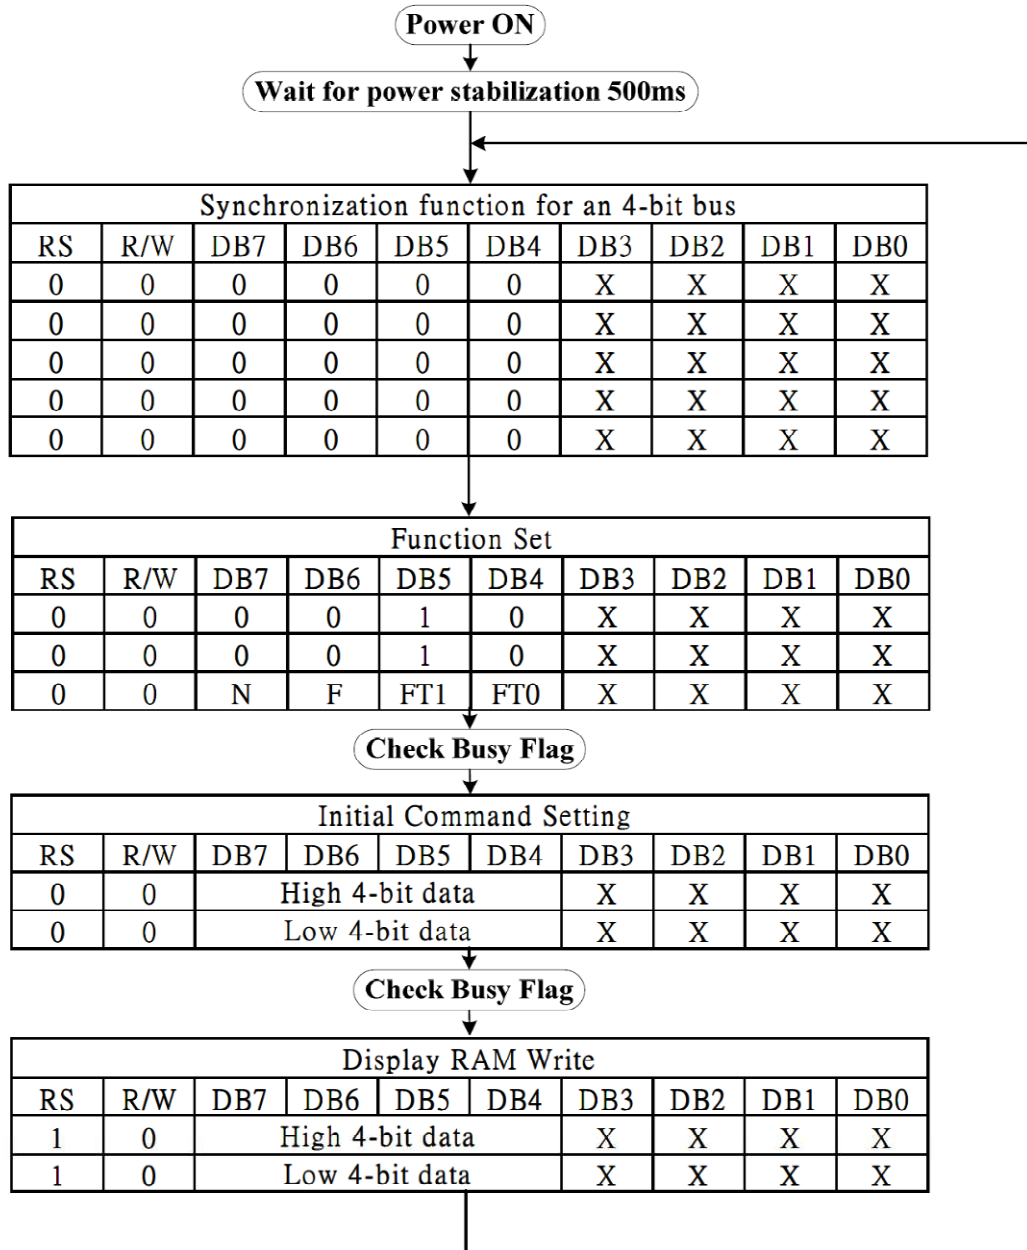 Power ON
Wait for power stabilization 500ms
Synchronization function for an 4-bit bus
RS R/W DB7 DB6 DB5 DB4 DB3 DB2 DB1 DB0
0 0 0 0 0 0 X X X X
0 0 0 0 0 0 X X X X
0 0 0 0 0 0 X X X X
0 0 0 0 0 0 X X X X
0 0 0 0 0 0 X X X X
Function Set
RS R/W DB7 DB6 DB5 DB4 DB3 DB2 DB1 DB0
0 0 0 0 1 0 X X X X
0 0 0 0 1 0 X X X X
0 0 N F FT1 FT0 X X X X
Check Busy Flag
Initial Command Setting
RS R/W DB7 DB6 DB5 DB4 DB3 DB2 DB1 DB0
0 0 High 4-bit data X X X X
0 0 Low 4-bit data X X X X
Check Busy Flag
Display RAM Write
RS R/W DB7 DB6 DB5 DB4 DB3 DB2 DB1 DB0
1 0 High 4-bit data X X X X
1 0 Low 4-bit data X X X X